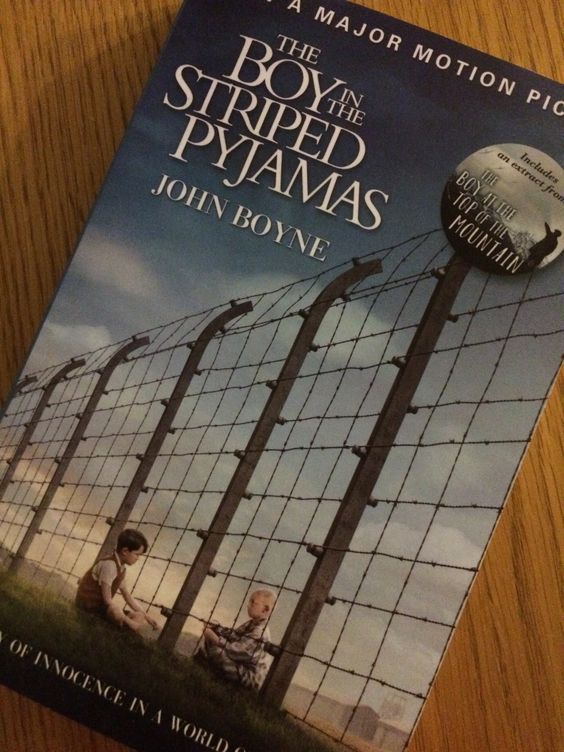 A MAJOR MOTION PIC
THE
BOY IN
THE
STRIPED
PYJAMAS
JOHN BOYNE
Includes
an extract from
THE
BOY AT THE
TOP OF THE
MOUNTAIN
OF INNOCENCE IN A WORLD